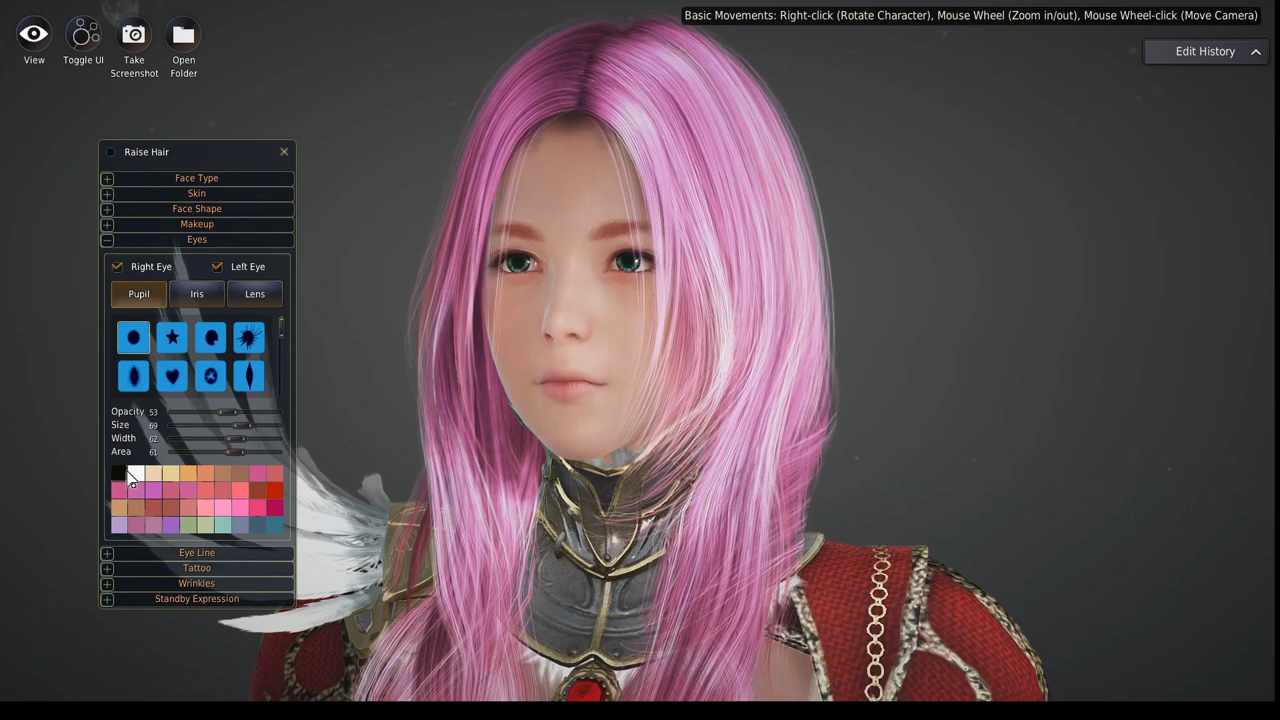 Basic Movements: Right-click (Rotate Character), Mouse Wheel (Zoom in/out), Mouse Wheel-click (Move Camera)
View
Toggle UI
Take
Screenshot
Open
Folder
Edit History
Raise Hair
Face Type
Skin
Face Shape
Makeup
Eyes
Right Eye
Left Eye
Pupil
Iris
Lens
Opacity 53
Size 69
Width 62
Area 61
Eye Line
Tattoo
Wrinkles
Standby Expression